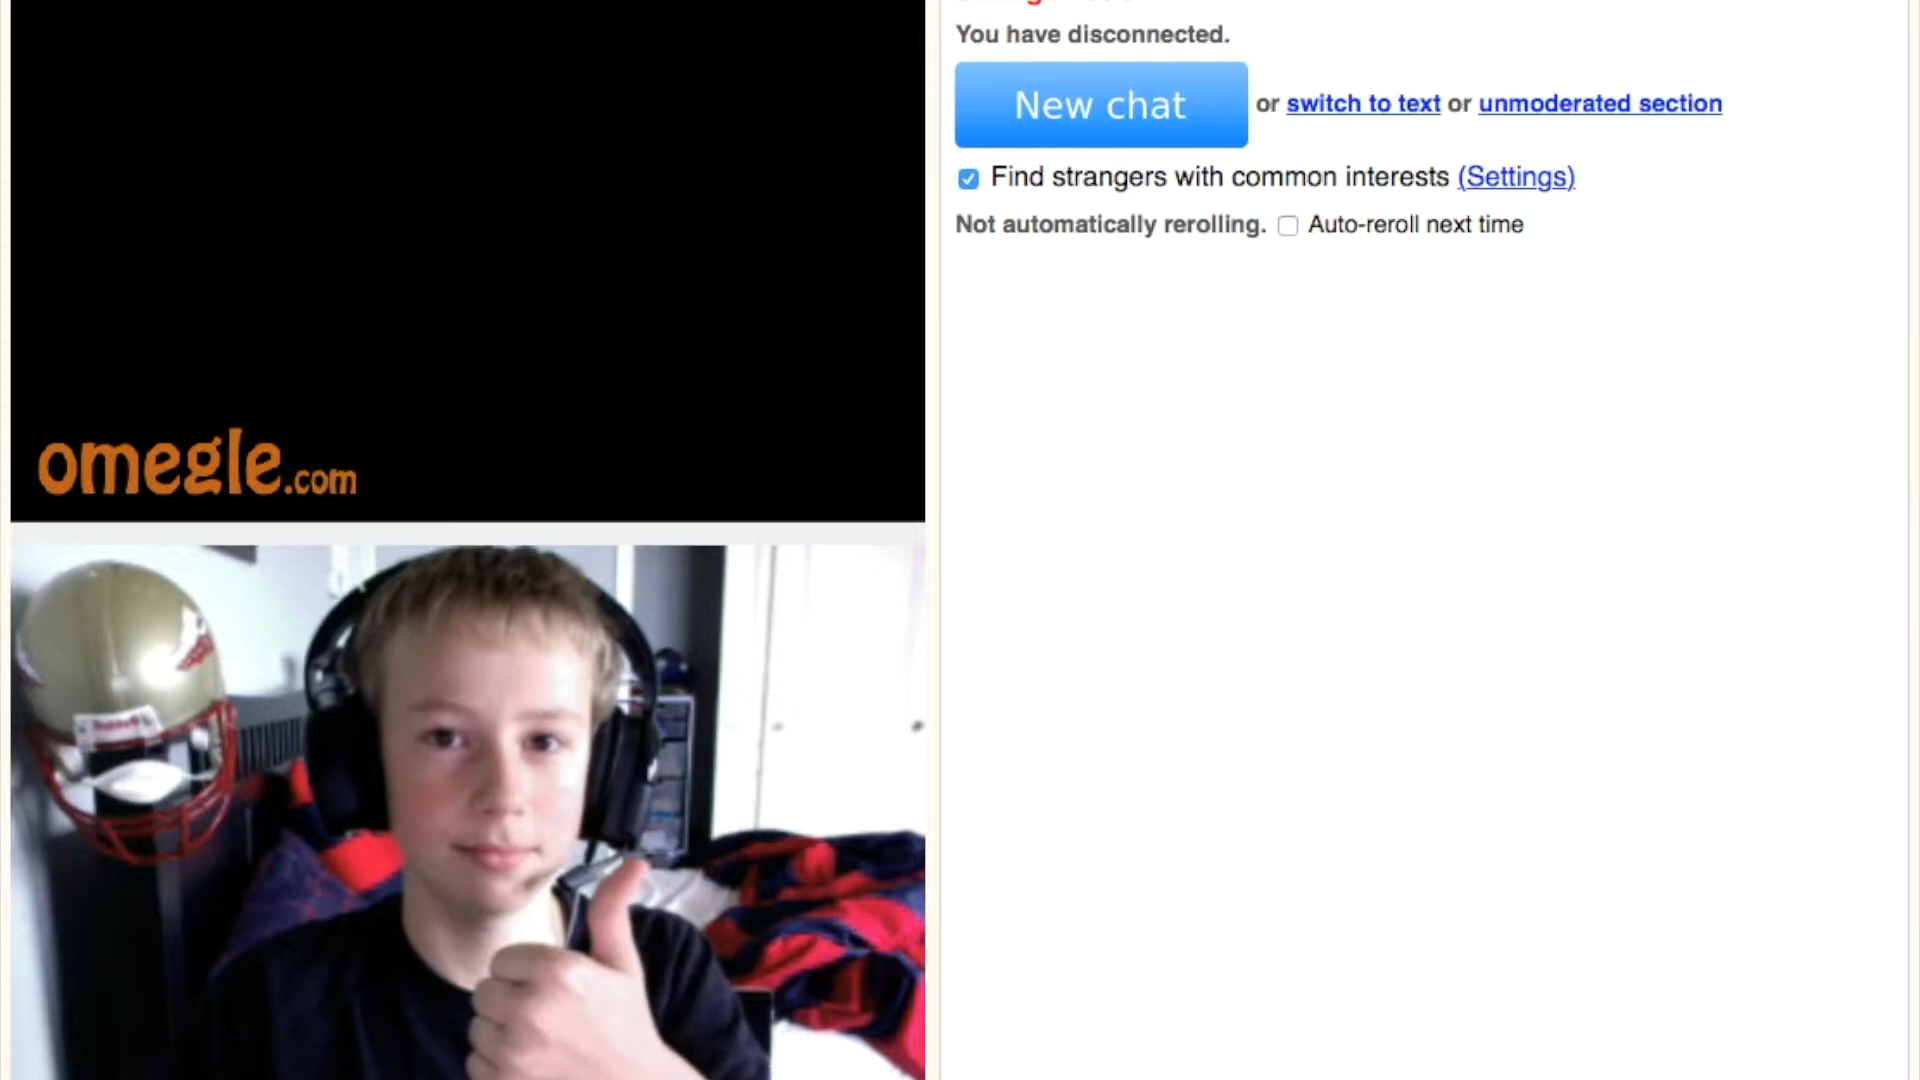 You have disconnected.
New chat or switch to text or unmoderated section
Find strangers with common interests (Settings)
Not automatically rerolling. Auto-reroll next time
omegle.com